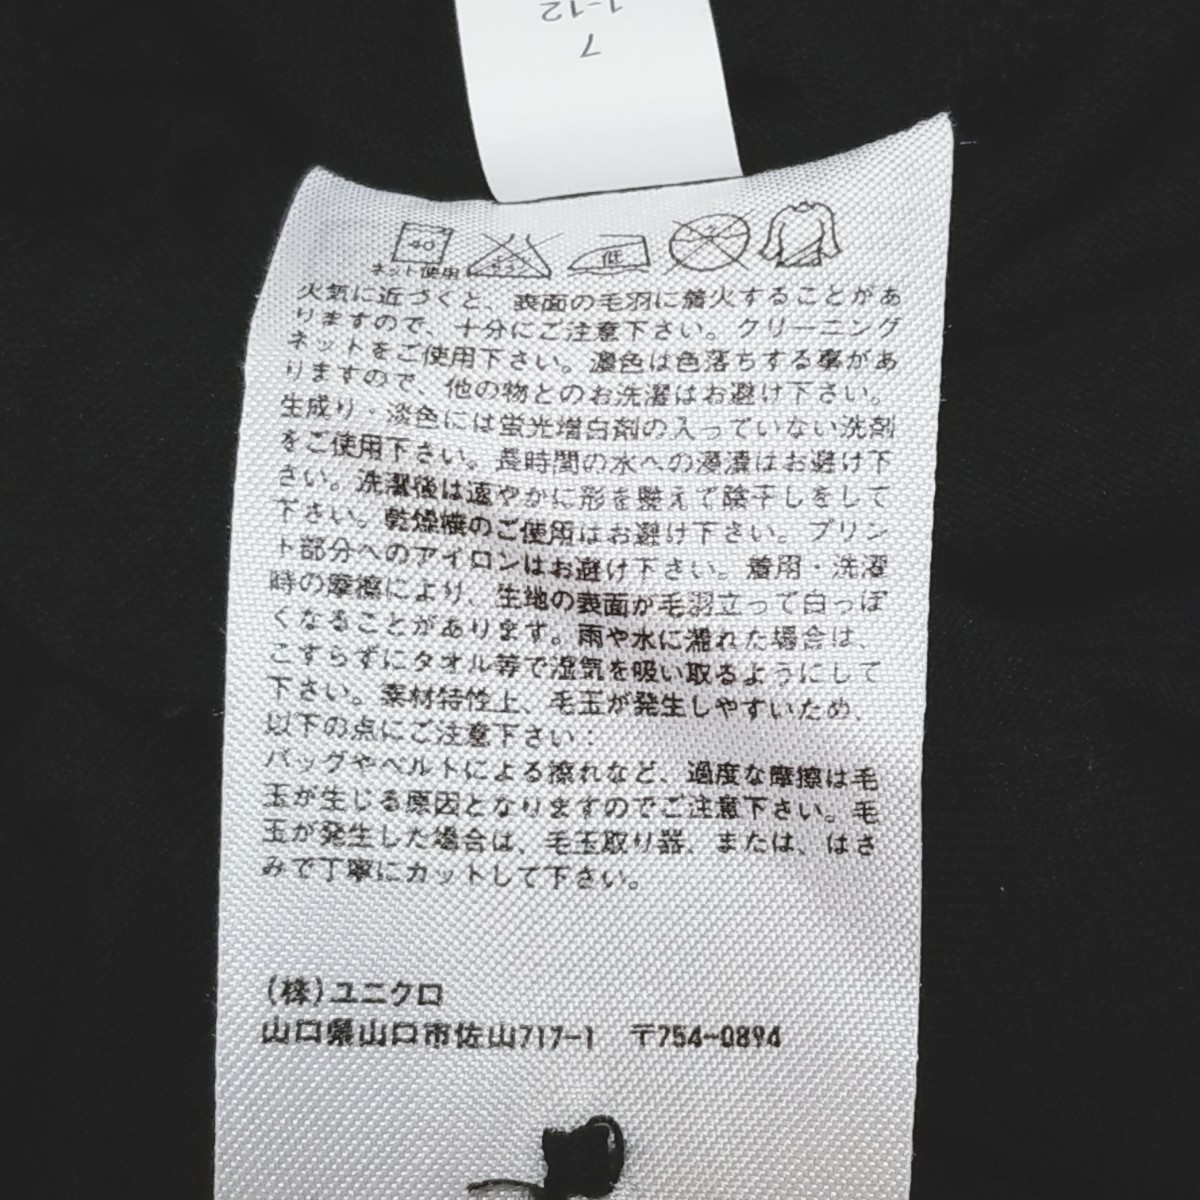 1-12
7
40
ネット使用
低
火気に近づくと、表面の毛羽に着火することがあ
りますので、十分にご注意下さい。クリーニング
ネットをご使用下さい。濃色は色落ちする事があ
りますので、他の物とのお洗濯はお避け下さい。
生成り・淡色には蛍光増白剤の入っていない洗剤
をご使用下さい。長時間の水への浸漬はお避け下
さい。洗濯後は速やかに形を整えて陰干しをして
下さい。乾燥機のご使用はお避け下さい。プリン
ト部分へのアイロンはお避け下さい。着用・洗濯
時の摩擦により、生地の表面が毛羽立って白っぽ
くなることがあります。雨や水に濡れた場合は、
こすらずにタオル等で湿気を吸い取るようにして
下さい。素材特性上、毛玉が発生しやすいため、
以下の点にご注意下さい：
バッグやベルトによる擦れなど、過度な摩擦は毛
玉が生じる原因となりますのでご注意下さい。毛
玉が発生した場合は、毛玉取り器、または、はさ
みで丁寧にカットして下さい。
(株)ユニクロ
山口県山口市佐山717-1 〒754-0894